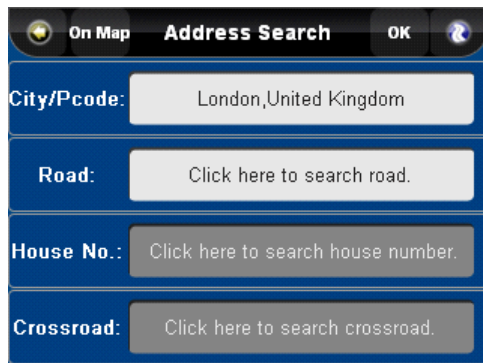 On Map Address Search OK
City/Pcode: London,United Kingdom
Road: Click here to search road.
House No.: Click here to search house number.
Crossroad: Click here to search crossroad.